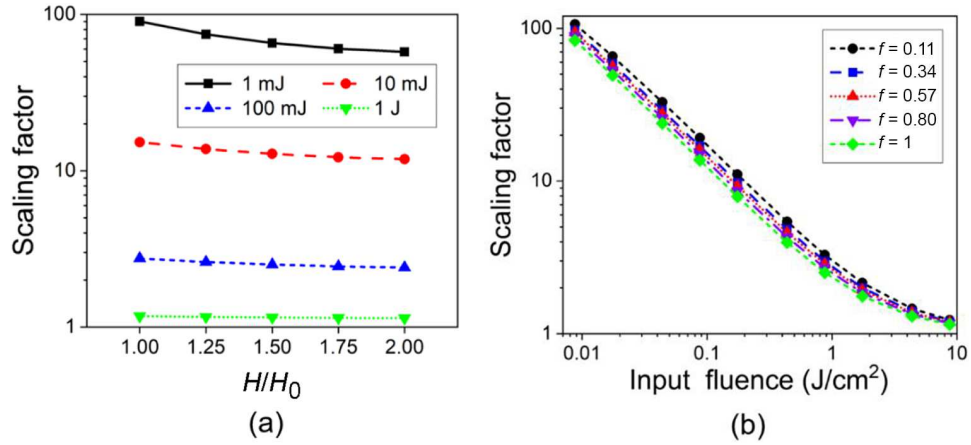 Scaling factor
100
10
1
1 mJ
10 mJ
100 mJ
1 J
1.00 1.25 1.50 1.75 2.00
H/H0
(a)
Scaling factor
100
10
1
f = 0.11
f = 0.34
f = 0.57
f = 0.80
f = 1
0.01 0.1 1 10
Input fluence (J/cm²)
(b)